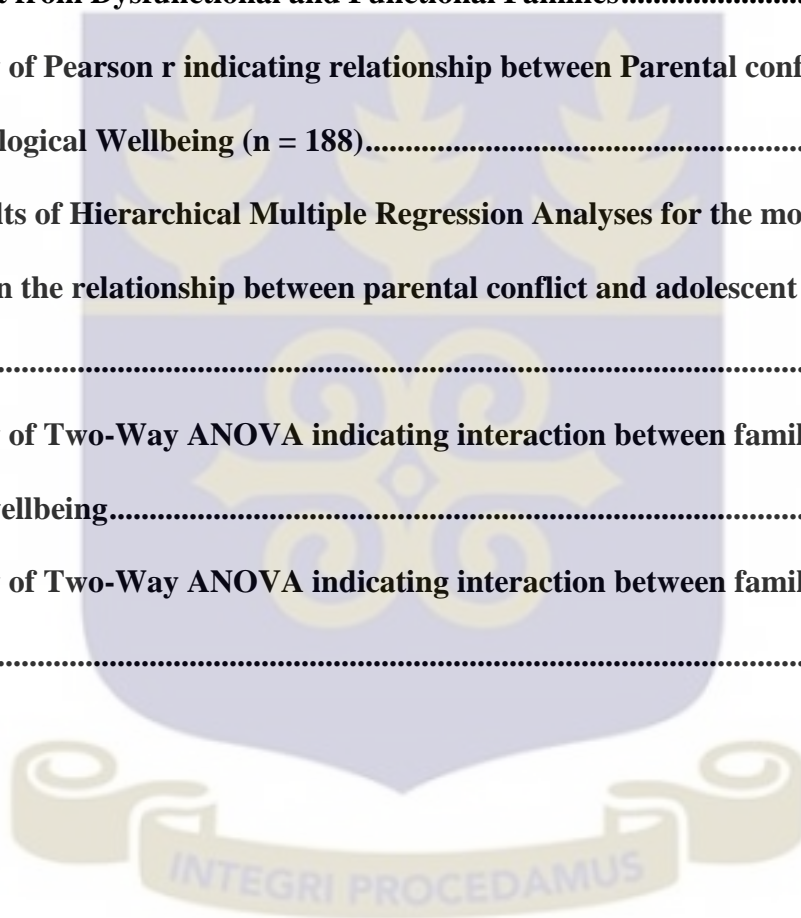 t from Dysfunctional and Functional Families..............................
of Pearson r indicating relationship between Parental conf
logical Wellbeing (n = 188)......................................................................
lts of Hierarchical Multiple Regression Analyses for the mo
n the relationship between parental conflict and adolescent
..............................................................................................................................
of Two-Way ANOVA indicating interaction between famil
wellbeing..............................................................................................................
of Two-Way ANOVA indicating interaction between famil
..............................................................................................................................
INTEGRI PROCEDAMUS